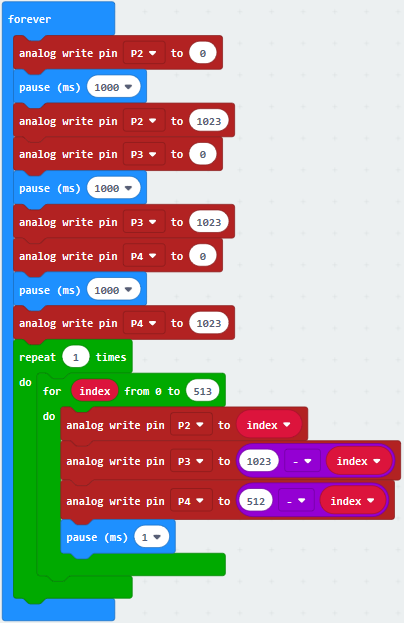 forever
analog write pin P2 to 0
pause (ms) 1000
analog write pin P2 to 1023
analog write pin P3 to 0
pause (ms) 1000
analog write pin P3 to 1023
analog write pin P4 to 0
pause (ms) 1000
analog write pin P4 to 1023
repeat 1 times
do
for index from 0 to 513
do
analog write pin P2 to index
analog write pin P3 to 1023 - index
analog write pin P4 to 512 - index
pause (ms) 1